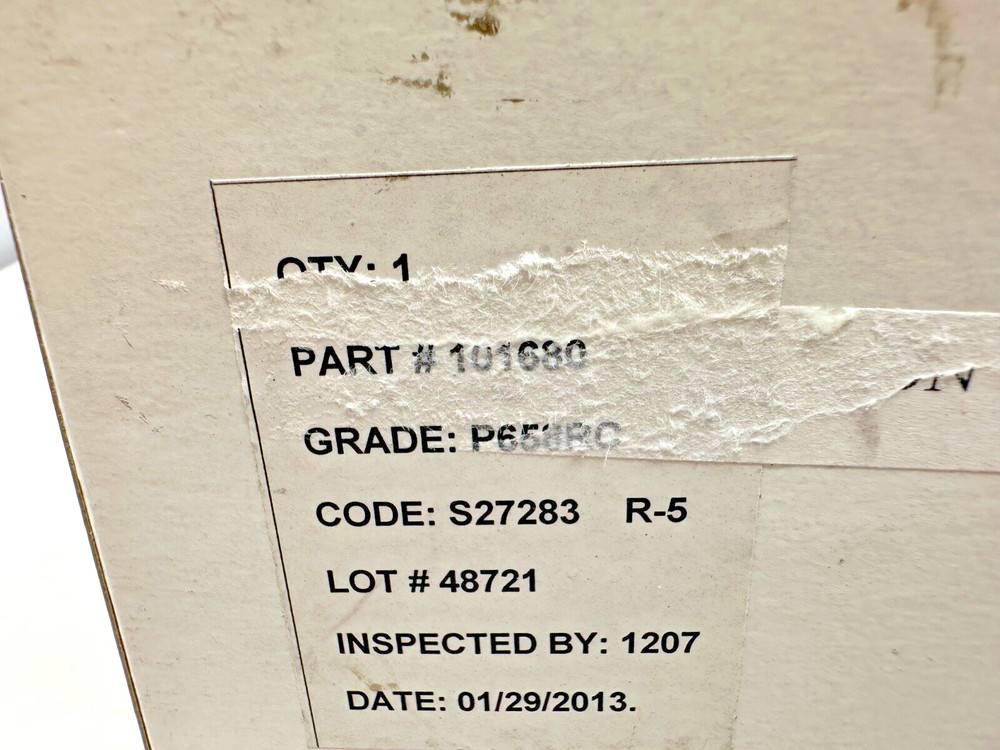 QTY: 1
PART # 101680
GRADE:
CODE: S27283 R-5
LOT # 48721
INSPECTED BY: 1207
DATE: 01/29/2013.